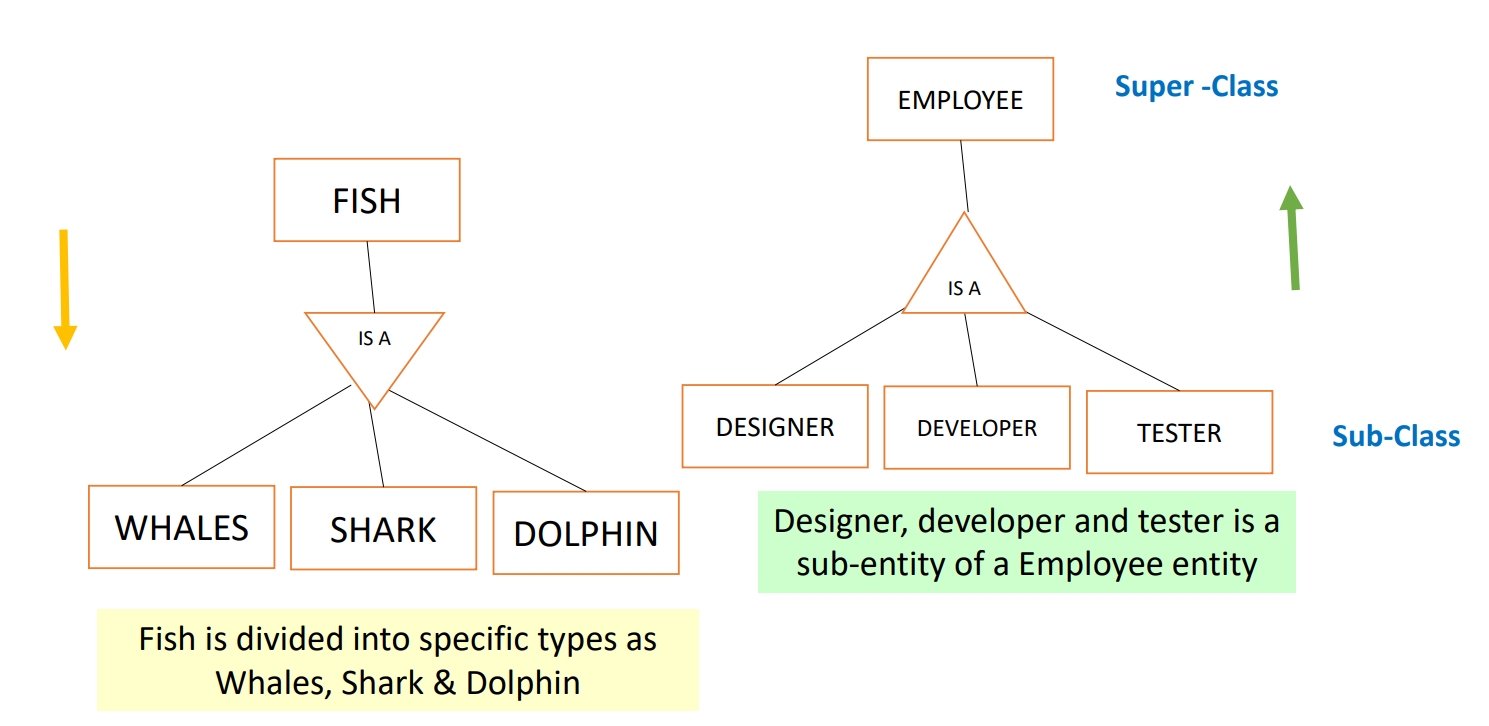 FISH
IS A
WHALES
SHARK
DOLPHIN
Fish is divided into specific types as
Whales, Shark & Dolphin
EMPLOYEE
Super -Class
IS A
DESIGNER
DEVELOPER
TESTER
Sub-Class
Designer, developer and tester is a
sub-entity of a Employee entity